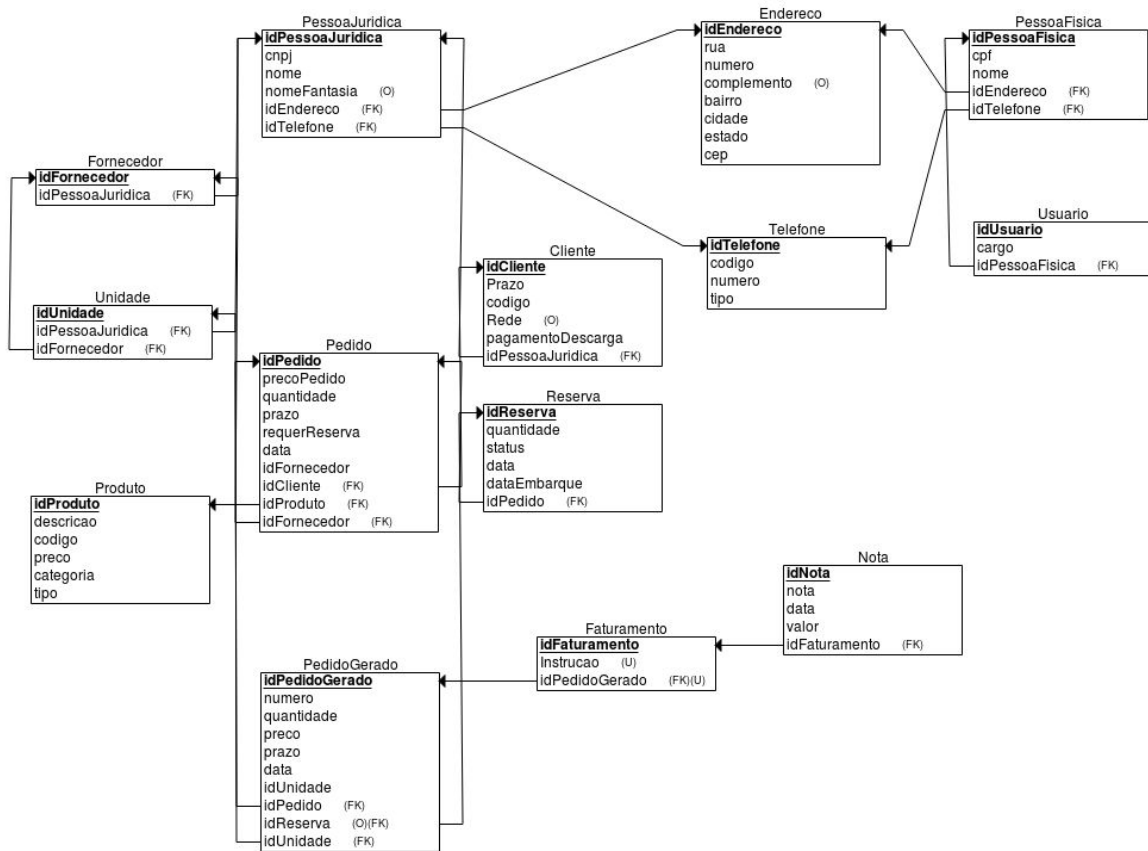 PessoaJuridica
idPessoaJuridica
cnpj
nome
nomeFantasia (O)
idEndereco (FK)
idTelefone (FK)
Endereco
idEndereco
rua
numero
complemento (O)
bairro
cidade
estado
cep
PessoaFisica
idPessoaFisica
cpf
nome
idEndereco (FK)
idTelefone (FK)
Fornecedor
idFornecedor
idPessoaJuridica (FK)
Telefone
idTelefone
codigo
numero
tipo
Usuario
idUsuario
cargo
idPessoaFisica (FK)
Cliente
idCliente
Prazo
codigo
Rede (O)
pagamentoDescarga
idPessoaJuridica (FK)
Unidade
idUnidade
idPessoaJuridica (FK)
idFornecedor (FK)
Pedido
idPedido
precoPedido
quantidade
prazo
requerReserva
data
idFornecedor
idCliente (FK)
idProduto (FK)
idFornecedor (FK)
Reserva
idReserva
quantidade
status
data
dataEmbarque
idPedido (FK)
Produto
idProduto
descricao
codigo
preco
categoria
tipo
Nota
idNota
nota
data
valor
idFaturamento (FK)
Faturamento
idFaturamento
Instrucao (U)
idPedidoGerado (FK)(U)
PedidoGerado
idPedidoGerado
numero
quantidade
preco
prazo
data
idUnidade
idPedido (FK)
idReserva (O)(FK)
idUnidade (FK)